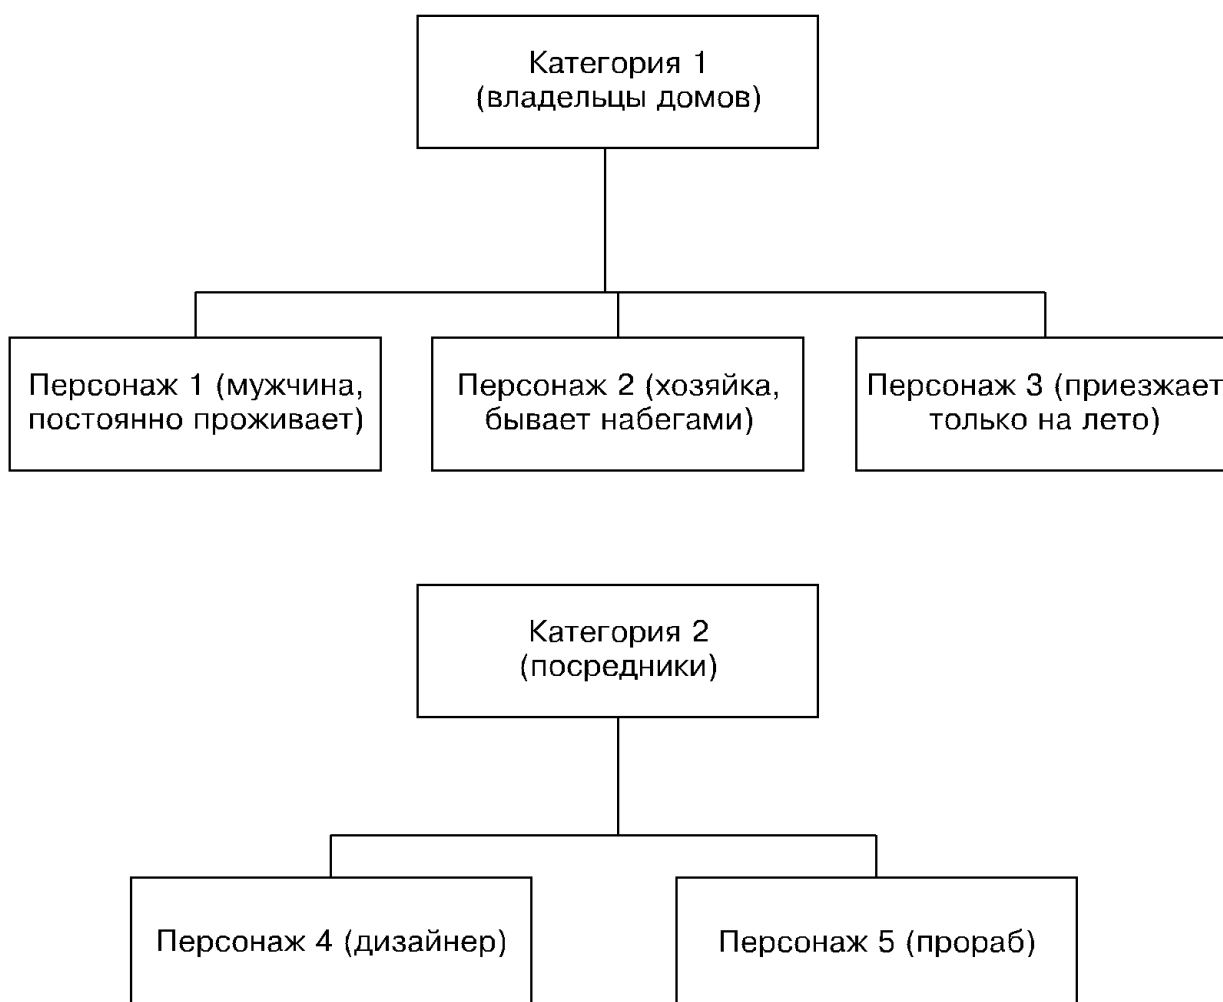 Категория 1
(владельцы домов)
Персонаж 1 (мужчина,
постоянно проживает)
Персонаж 2 (хозяйка,
бывает набегами)
Персонаж 3 (приезжает
только на лето)
Категория 2
(посредники)
Персонаж 4 (дизайнер)
Персонаж 5 (прораб)